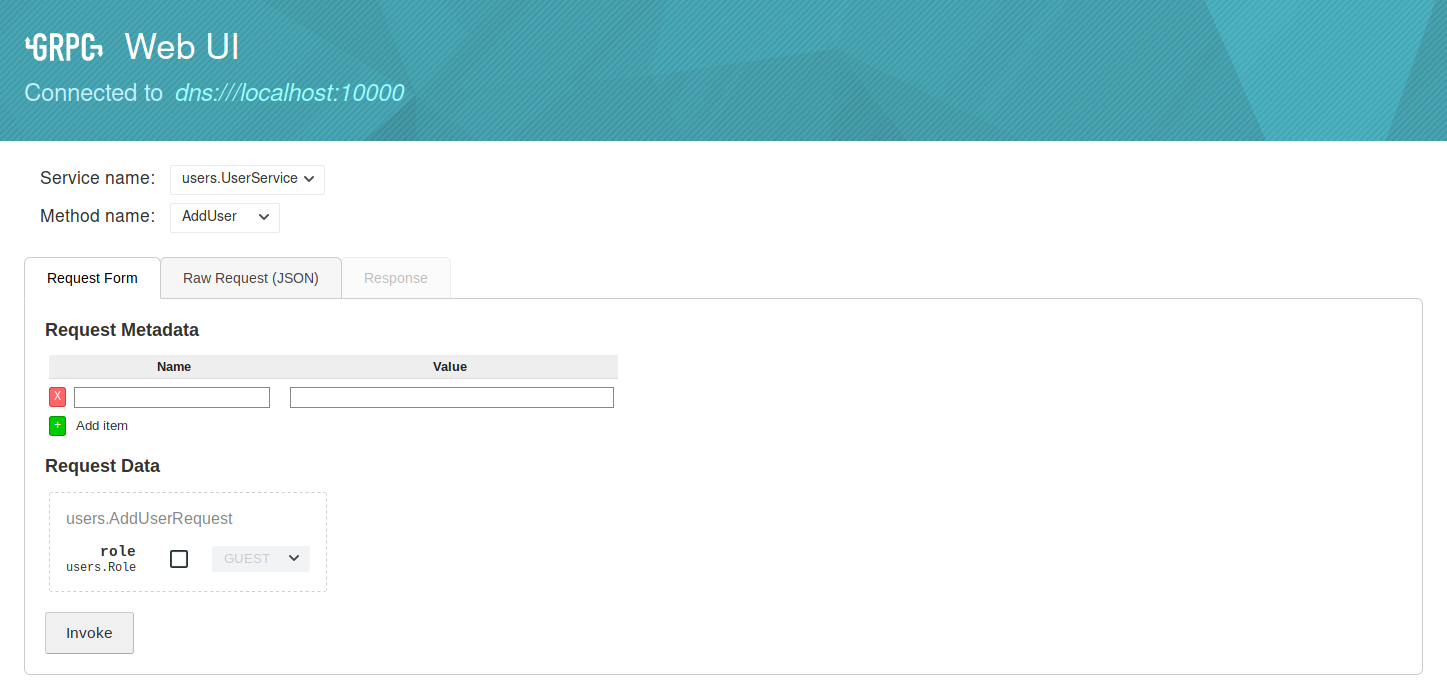 GRPC Web UI
Connected to dns:///localhost:10000
Service name: users.UserService
Method name: AddUser
Request Form Raw Request (JSON) Response
Request Metadata
Name Value
X
+ Add item
Request Data
users.AddUserRequest
role
users.Role
GUEST
Invoke